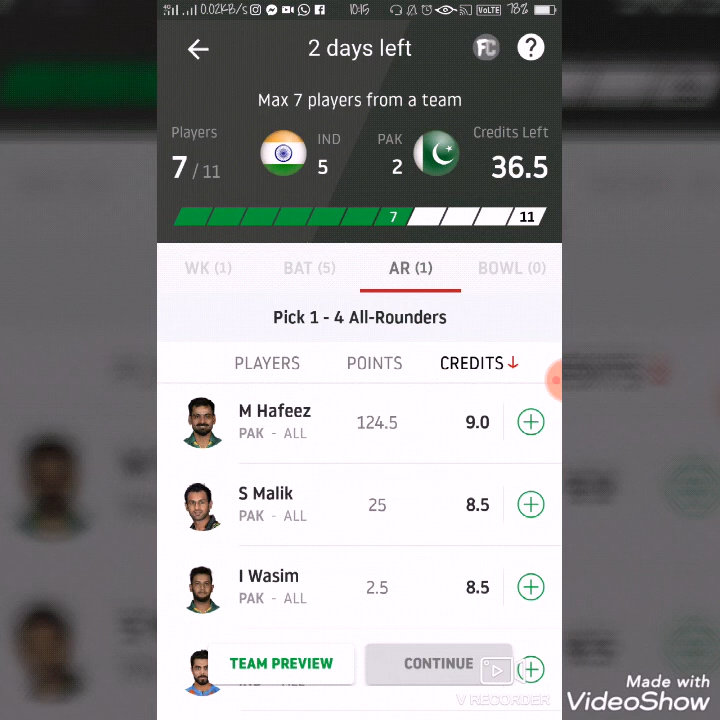 0.02KB/s 10:15 VoLTE 78%
2 days left
FC ?
Max 7 players from a team
Players IND PAK Credits Left
7 / 11 5 2 36.5
7 11
WK (1) BAT (5) AR (1) BOWL (0)
Pick 1 - 4 All-Rounders
PLAYERS POINTS CREDITS
M Hafeez 124.5 9.0
PAK - ALL
S Malik 25 8.5
PAK - ALL
I Wasim 2.5 8.5
PAK - ALL
TEAM PREVIEW CONTINUE
V RECORDER
Made with
VideoShow